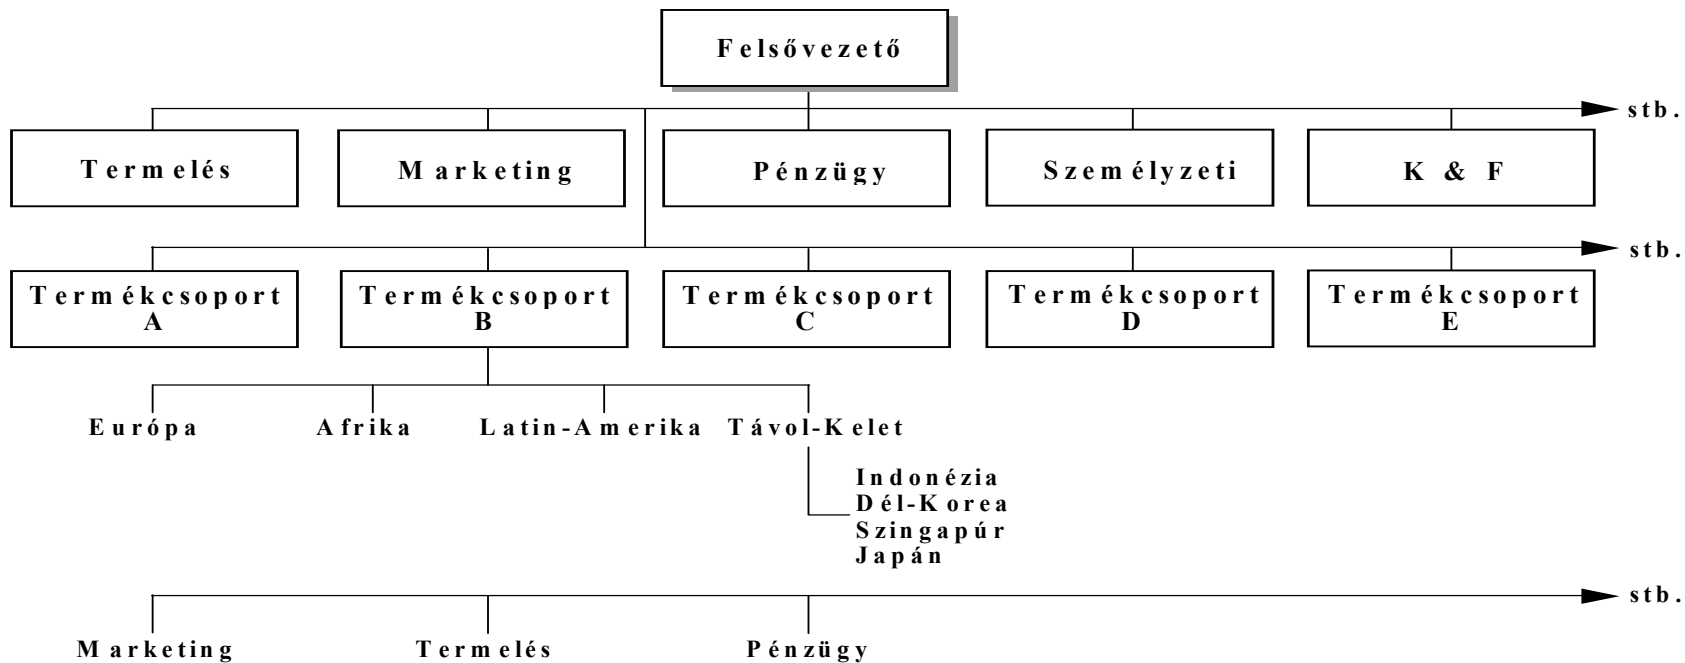 Felsővezető
stb.
Termelés
Marketing
Pénzügy
Személyzeti
K & F
stb.
Termékcsoport
A
Termékcsoport
B
Termékcsoport
C
Termékcsoport
D
Termékcsoport
E
Európa
Afrika
Latin-Amerika
Távol-Kelet
Indonézia
Dél-Korea
Szingapúr
Japán
stb.
Marketing
Termelés
Pénzügy